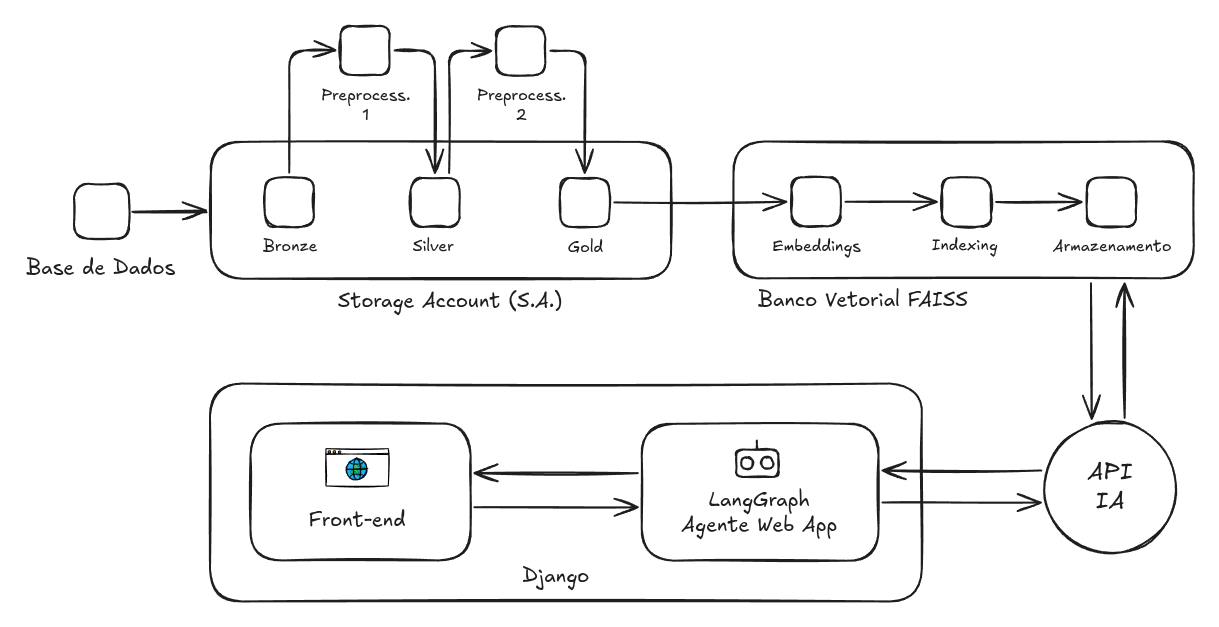 Preprocess.
1
Preprocess.
2
Base de Dados
Bronze
Silver
Gold
Storage Account (S.A.)
Embeddings
Indexing
Armazenamento
Banco Vetorial FAISS
Front-end
LangGraph
Agente Web App
Django
API
IA